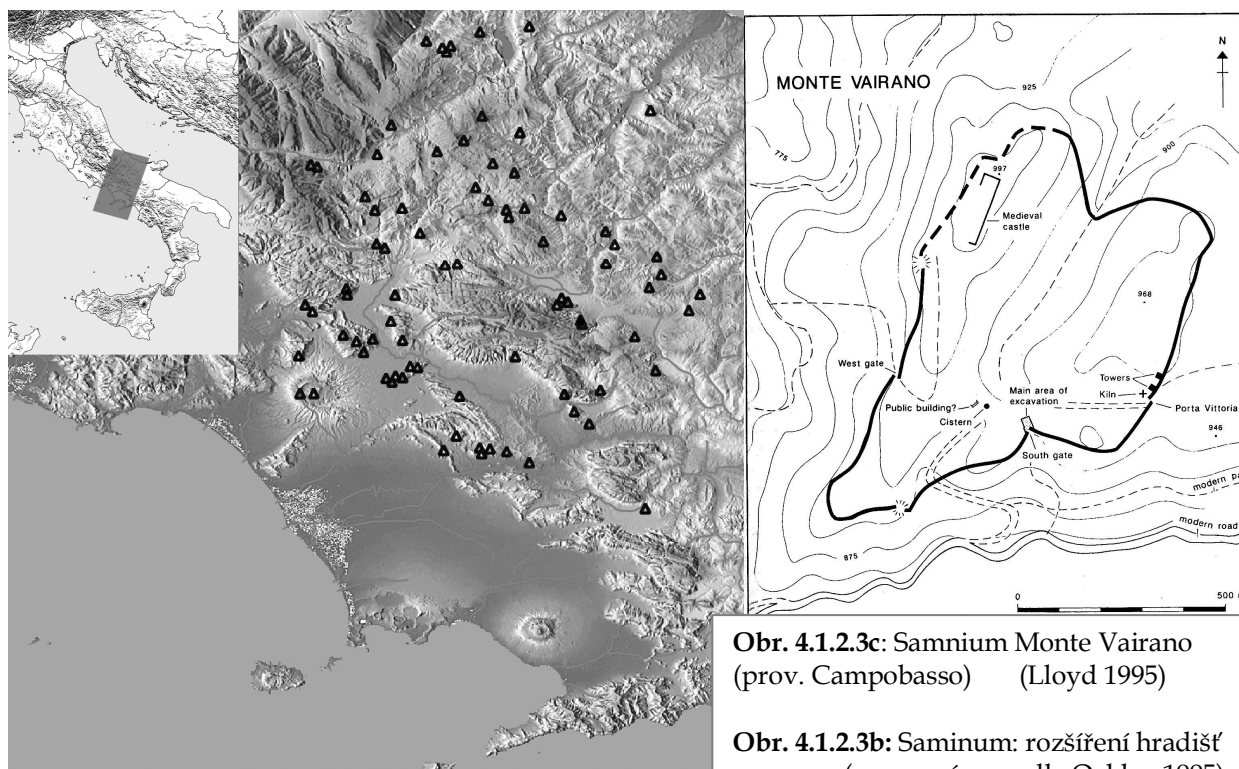 MONTE VAIRANO
N
925
775
900
997
Medieval
castle
968
West gate
Towers
Kiln
Main area of
excavation
Public building?
Porta Vittoria
Cistern
946
South gate
modern
modern road
875
0
500
Obr. 4.1.2.3c: Samnium Monte Vairano
(prov. Campobasso) (Lloyd 1995)
Obr. 4.1.2.3b: Saminum: rozšíření hradišť